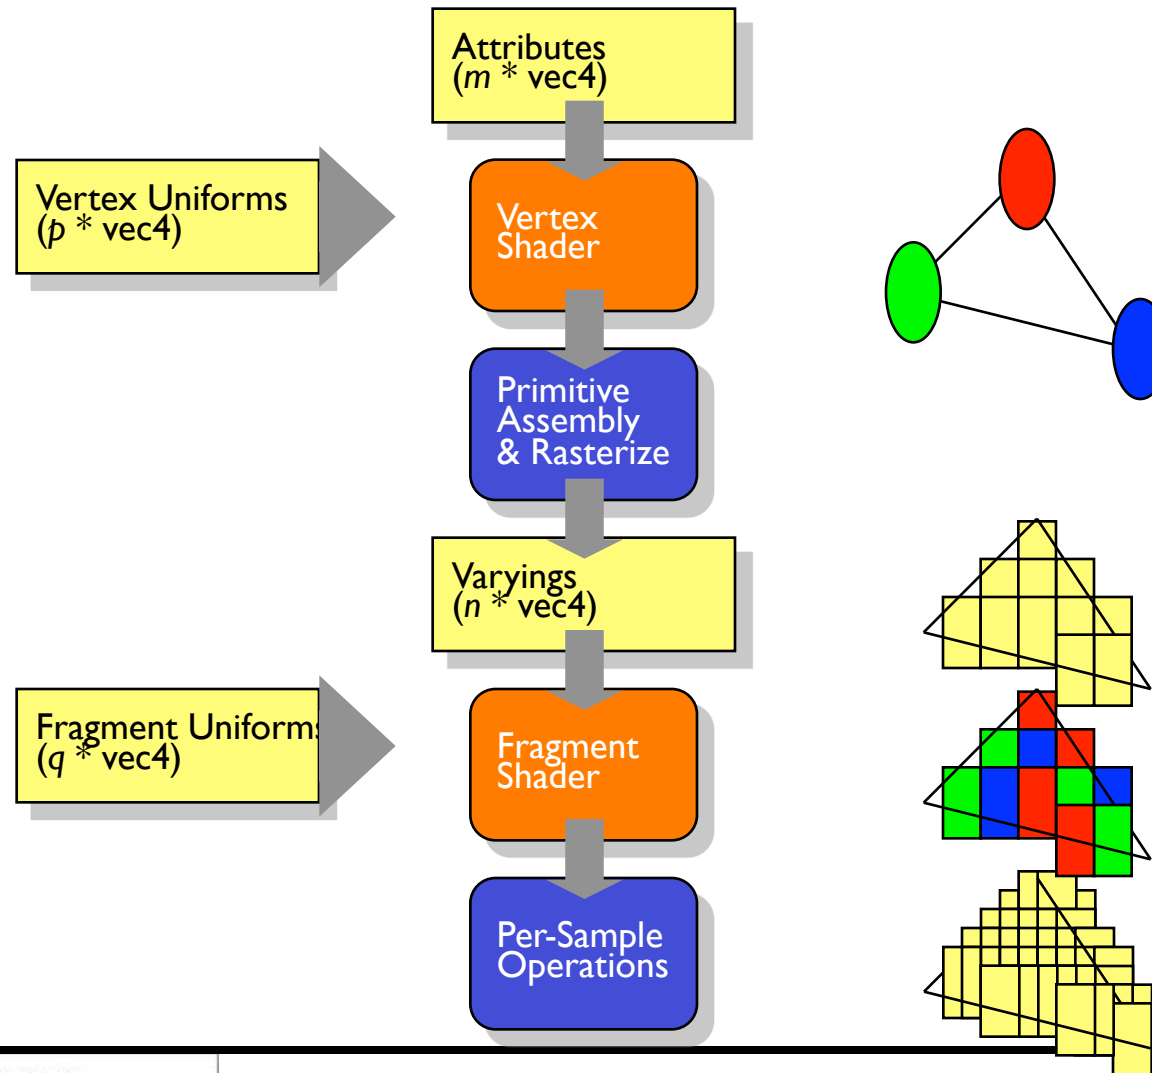 Attributes
(m * vec4)
Vertex Uniforms
(p * vec4)
Vertex
Shader
Primitive
Assembly
& Rasterize
Varyings
(n * vec4)
Fragment Uniforms
(q * vec4)
Fragment
Shader
Per-Sample
Operations